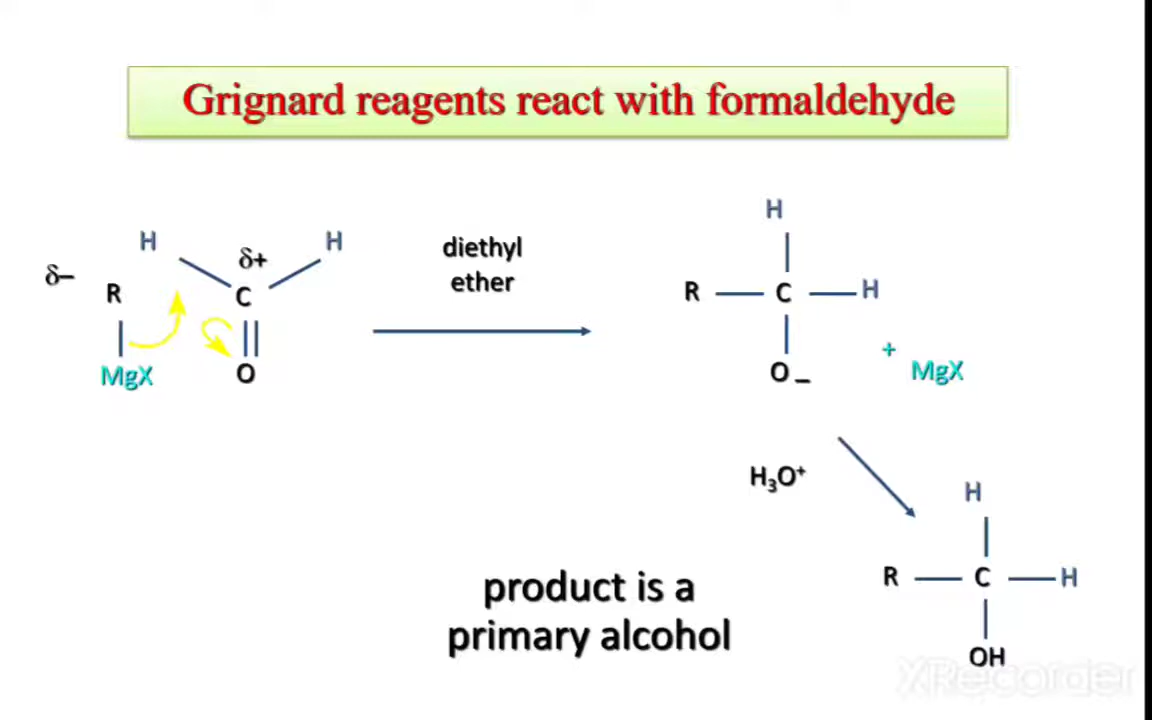 Grignard reagents react with formaldehyde
H
H
δ−
δ+
R
C
MgX
O
diethyl
ether
H
R
C
H
O
−
+
MgX
H₃O⁺
H
R
C
H
OH
product is a
primary alcohol
XRecorder